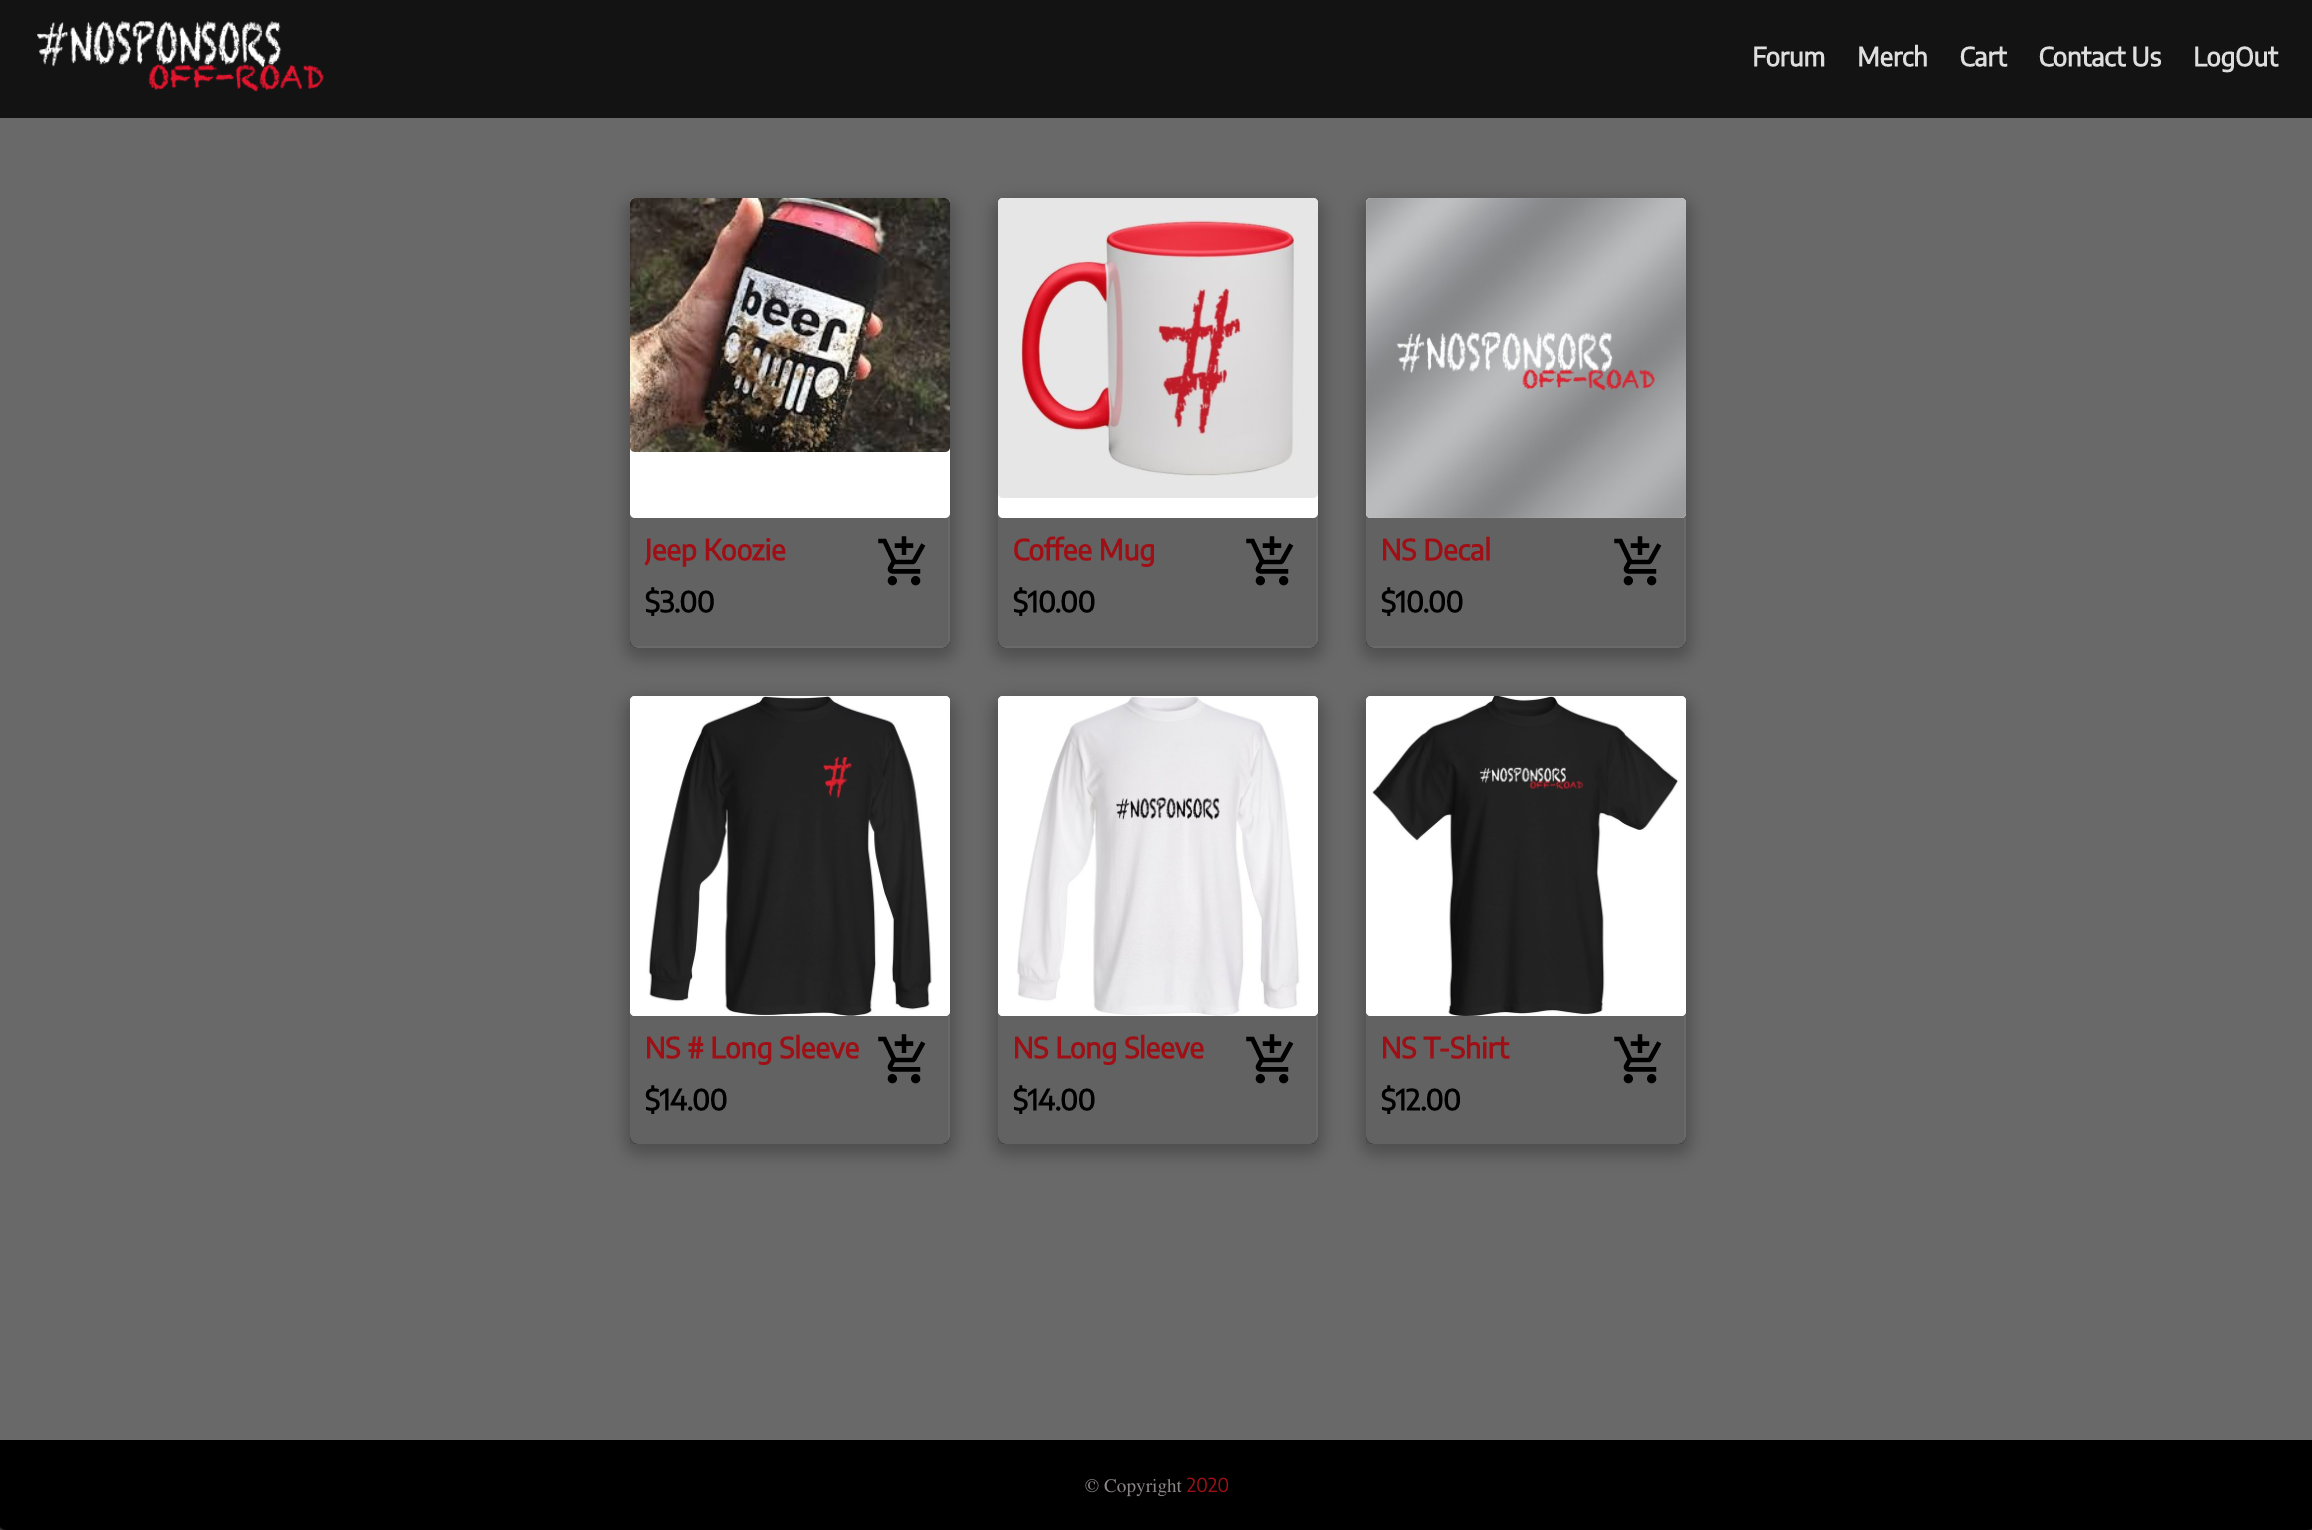 #NOSPONSORS
OFF-ROAD
Forum Merch Cart Contact Us LogOut
beer
#
#NOSPONSORS
OFF-ROAD
Jeep Koozie
$3.00
Coffee Mug
$10.00
NS Decal
$10.00
#
#NOSPONSORS
#NOSPONSORS
OFF-ROAD
NS # Long Sleeve
$14.00
NS Long Sleeve
$14.00
NS T-Shirt
$12.00
© Copyright 2020